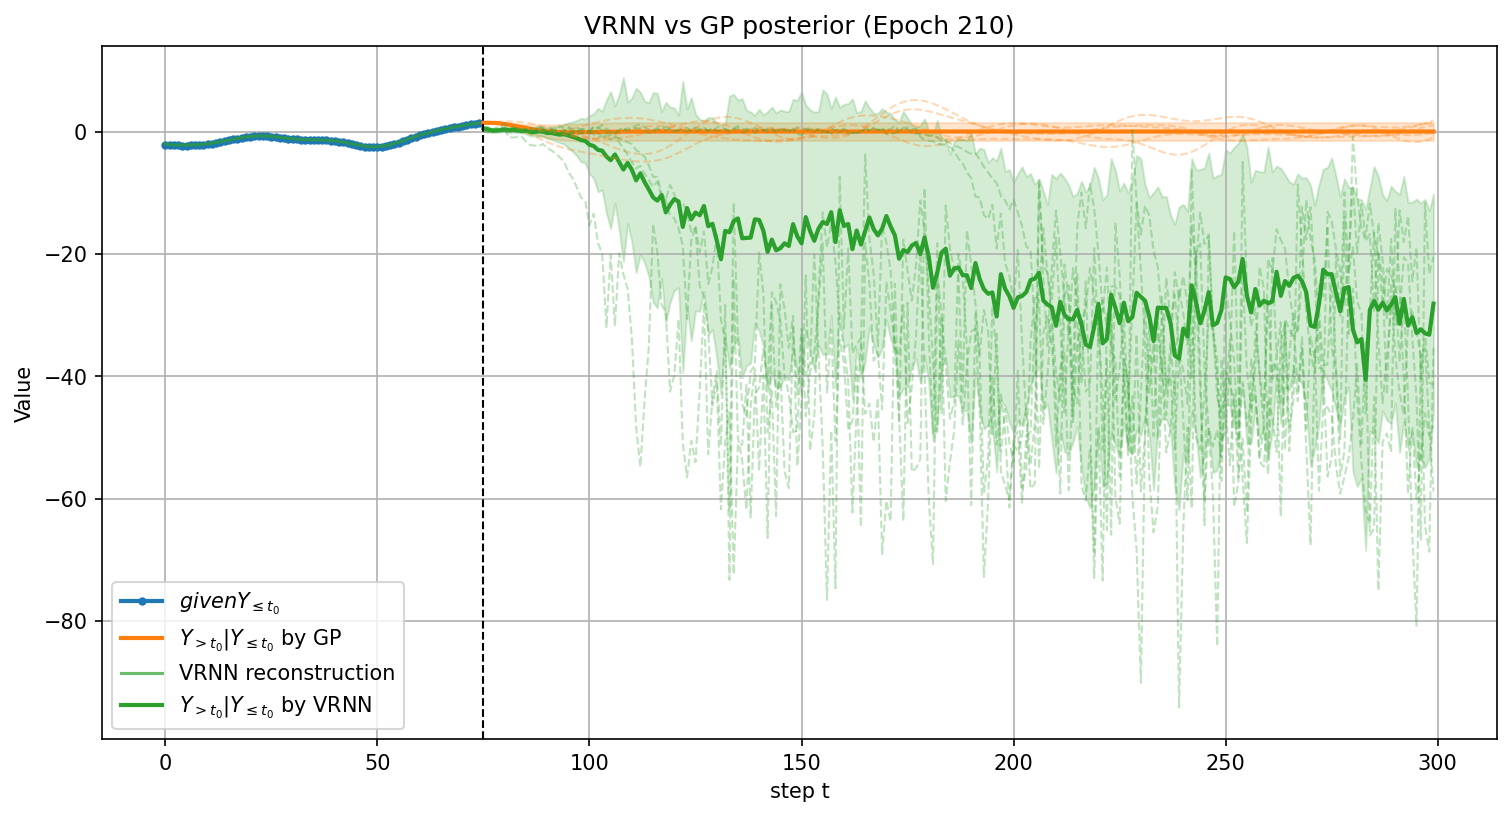 VRNN vs GP posterior (Epoch 210)
Value
0
−20
−40
−60
−80
givenY≤t₀
Y>t₀|Y≤t₀ by GP
VRNN reconstruction
Y>t₀|Y≤t₀ by VRNN
0 50 100 150 200 250 300
step t